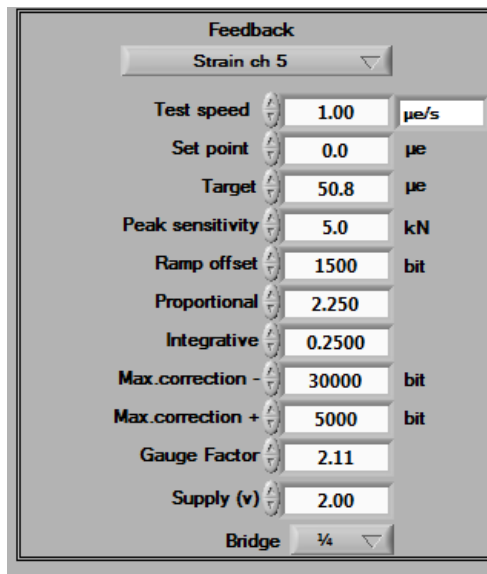 Feedback
Strain ch 5
Test speed 1.00 µe/s
Set point 0.0 µe
Target 50.8 µe
Peak sensitivity 5.0 kN
Ramp offset 1500 bit
Proportional 2.250
Integrative 0.2500
Max.correction - 30000 bit
Max.correction + 5000 bit
Gauge Factor 2.11
Supply (v) 2.00
Bridge ¼